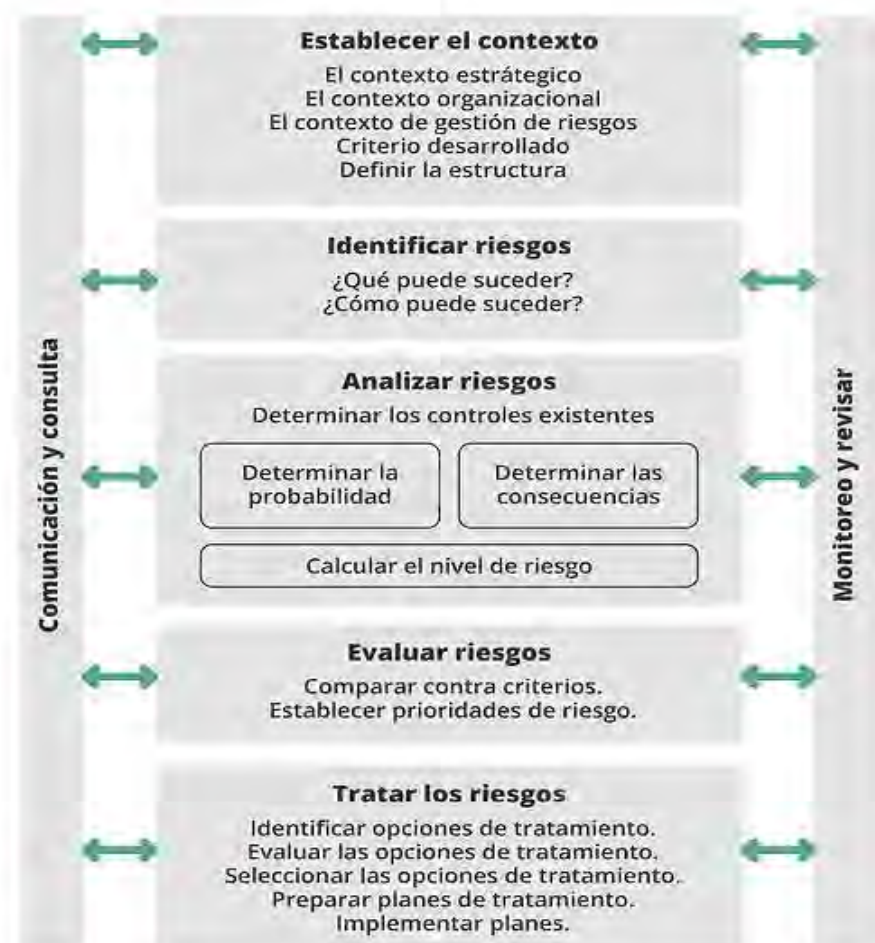 Establecer el contexto
El contexto estrátegico
El contexto organizacional
El contexto de gestión de riesgos
Criterio desarrollado
Definir la estructura
Identificar riesgos
¿Qué puede suceder?
¿Cómo puede suceder?
Analizar riesgos
Determinar los controles existentes
Determinar la
probabilidad
Determinar las
consecuencias
Calcular el nivel de riesgo
Evaluar riesgos
Comparar contra criterios.
Establecer prioridades de riesgo.
Tratar los riesgos
Identificar opciones de tratamiento.
Evaluar las opciones de tratamiento.
Seleccionar las opciones de tratamiento.
Preparar planes de tratamiento.
Implementar planes.
Comunicación y consulta
Monitoreo y revisar